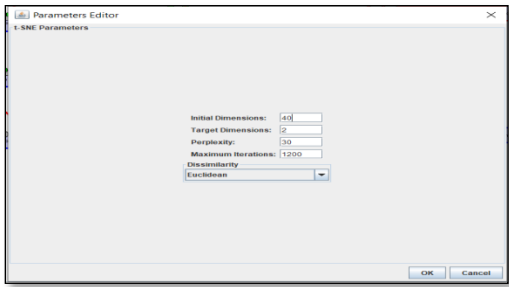 Parameters Editor
t-SNE Parameters
Initial Dimensions: 40
Target Dimensions: 2
Perplexity: 30
Maximum Iterations: 1200
Dissimilarity
Euclidean
OK Cancel